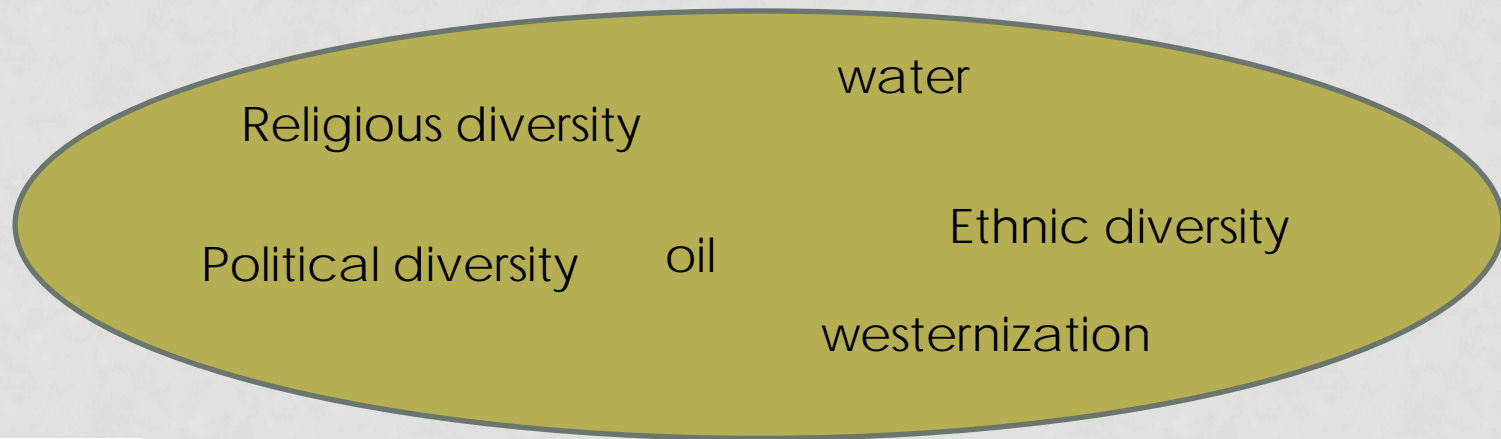 water
Religious diversity
Ethnic diversity
Political diversity
oil
westernization